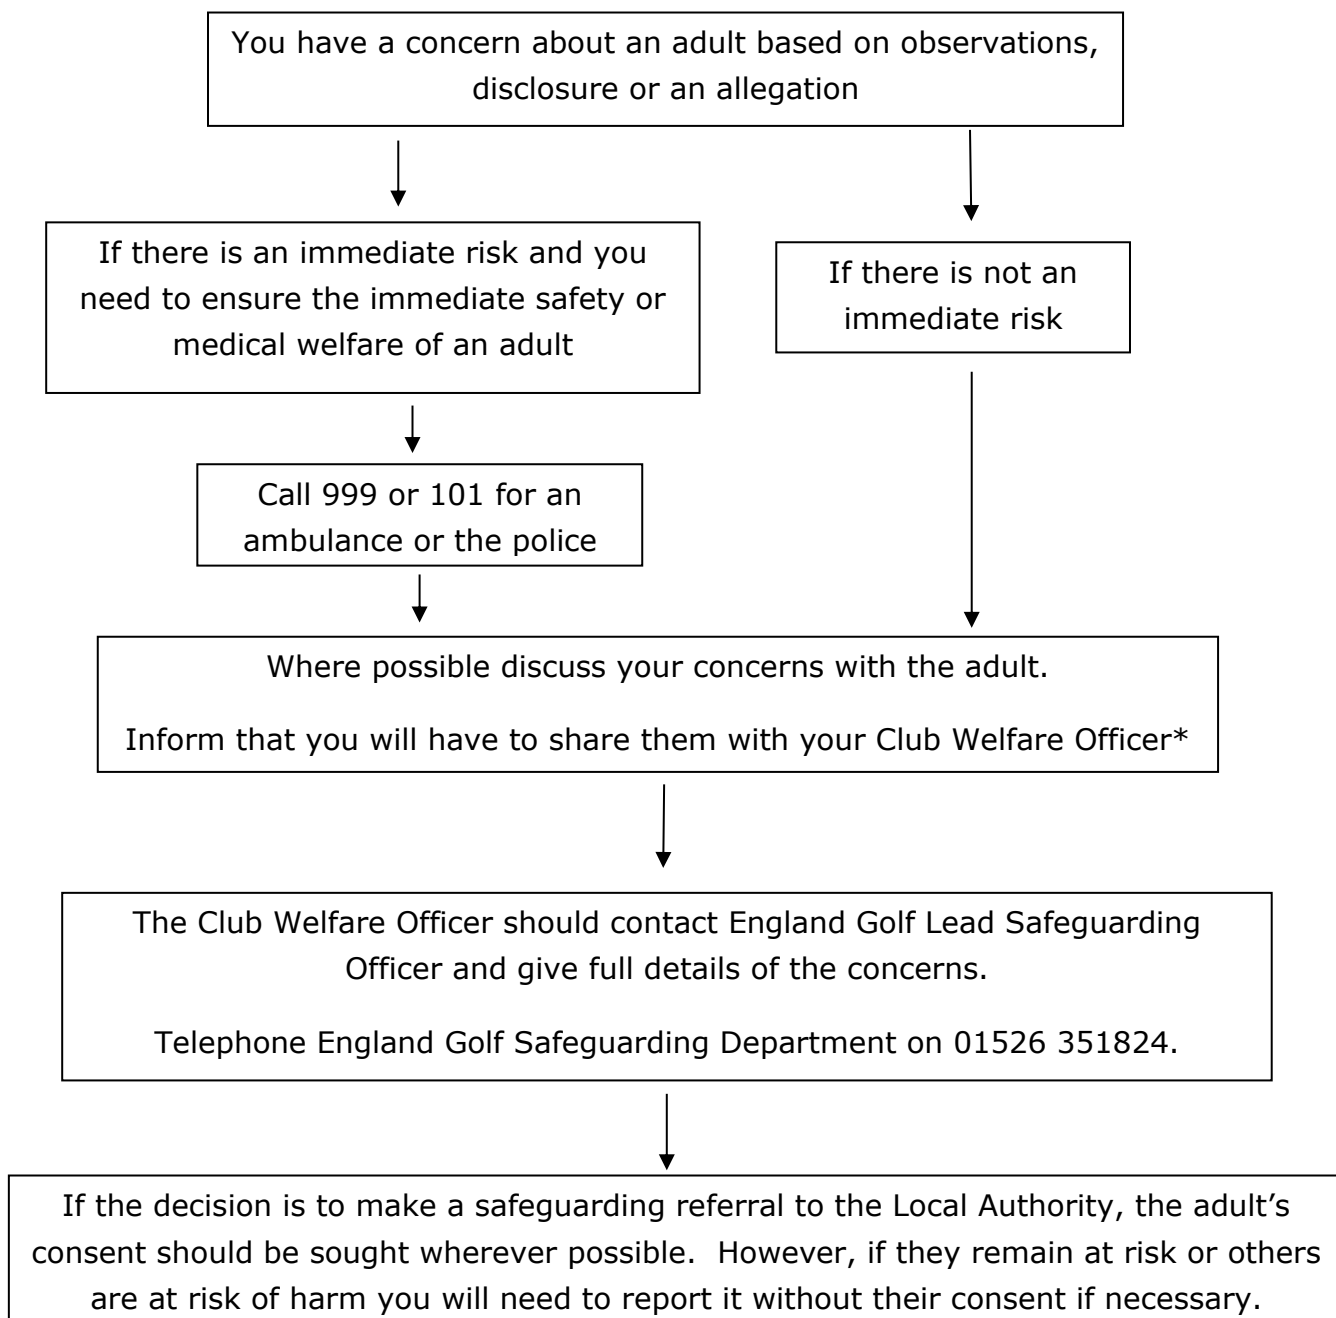 You have a concern about an adult based on observations,
disclosure or an allegation
If there is an immediate risk and you
need to ensure the immediate safety or
medical welfare of an adult
If there is not an
immediate risk
Call 999 or 101 for an
ambulance or the police
Where possible discuss your concerns with the adult.
Inform that you will have to share them with your Club Welfare Officer*
The Club Welfare Officer should contact England Golf Lead Safeguarding
Officer and give full details of the concerns.
Telephone England Golf Safeguarding Department on 01526 351824.
If the decision is to make a safeguarding referral to the Local Authority, the adult’s
consent should be sought wherever possible.  However, if they remain at risk or others
are at risk of harm you will need to report it without their consent if necessary.